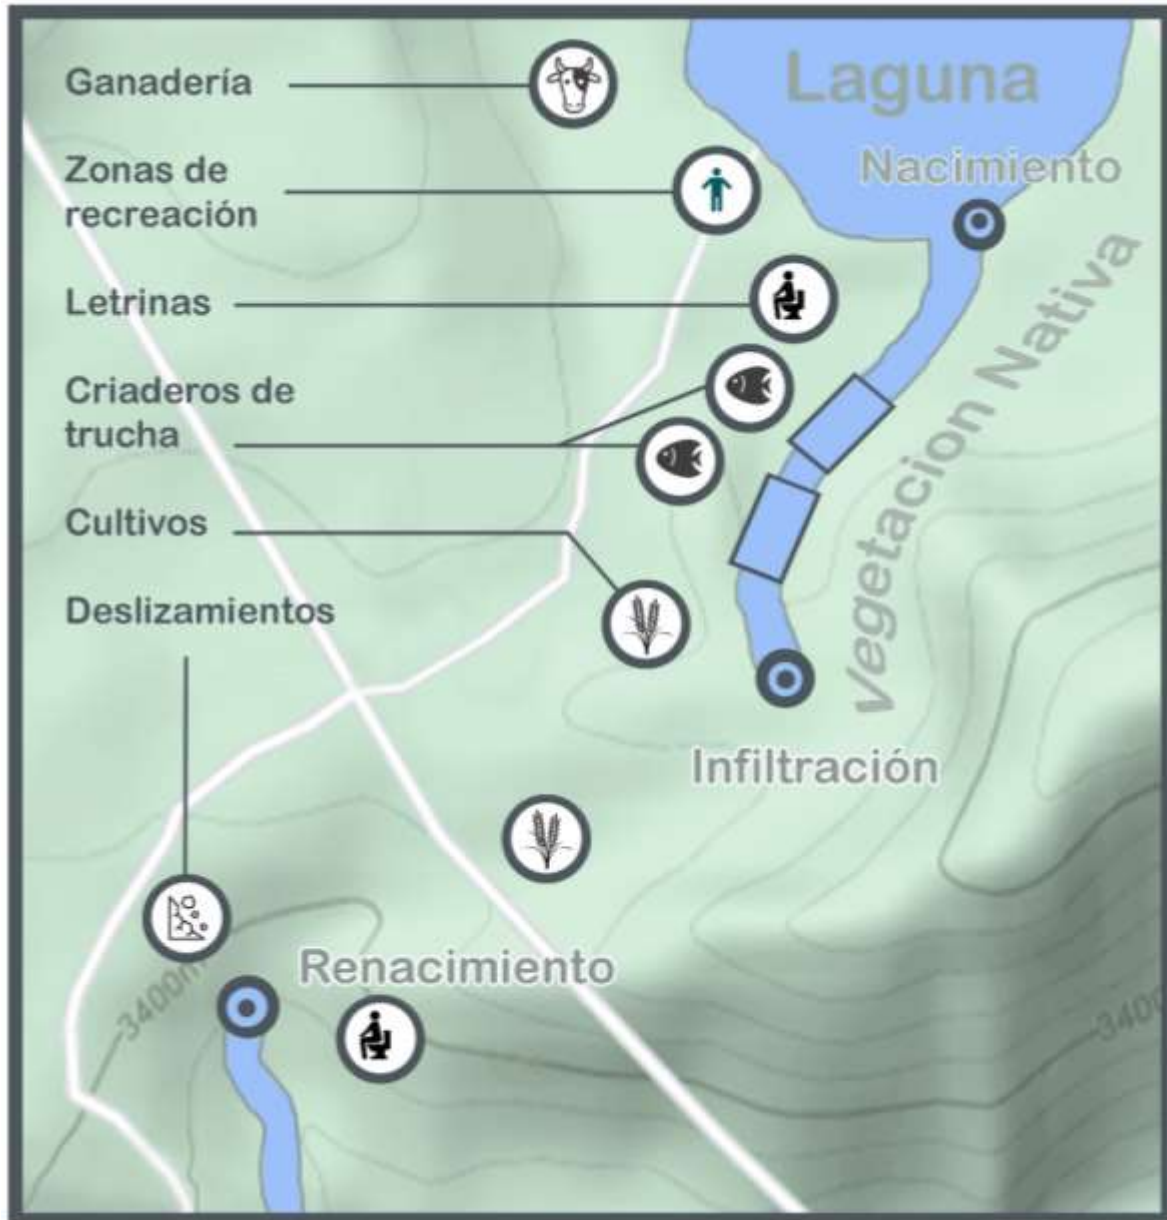 Ganadería
Laguna
Zonas de
recreación
Nacimiento
Letrinas
Criaderos de
trucha
Vegetacion Nativa
Cultivos
Deslizamientos
Infiltración
Renacimiento
3400m
3400